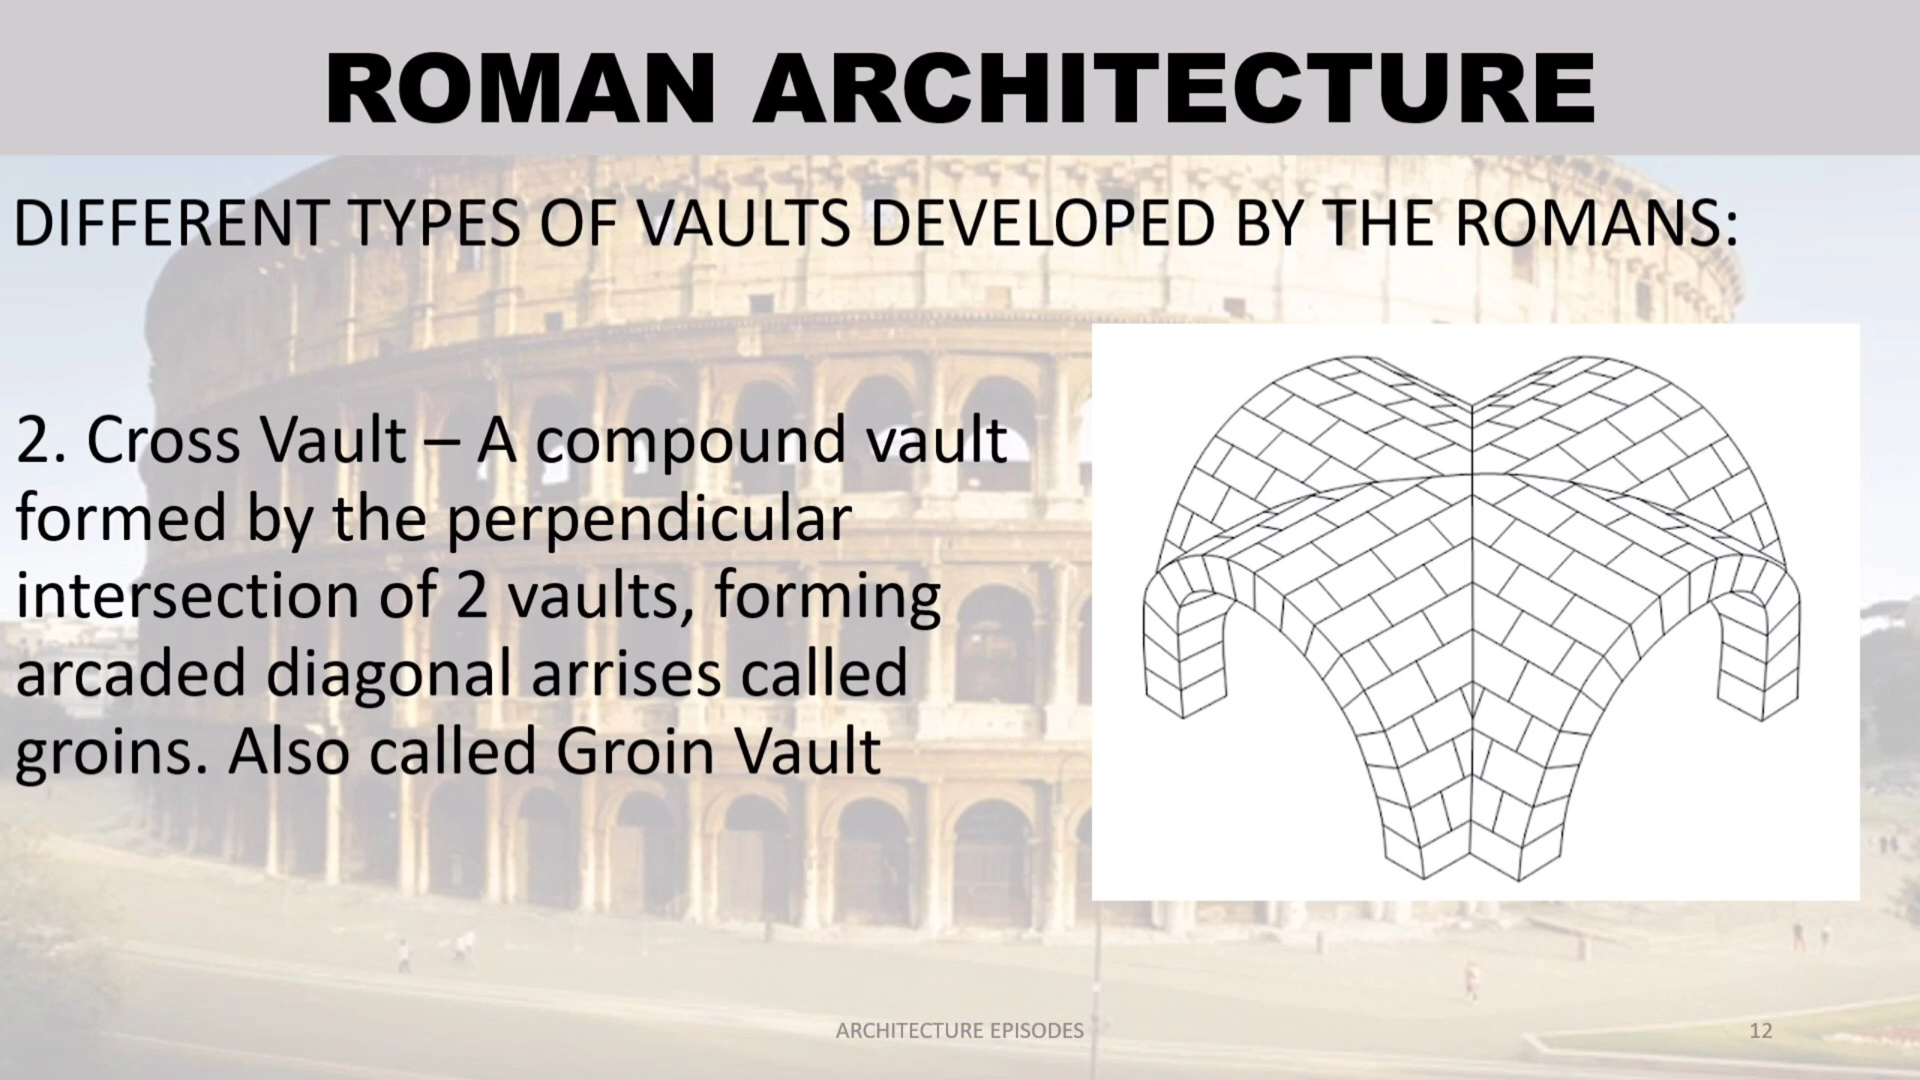 ROMAN ARCHITECTURE
DIFFERENT TYPES OF VAULTS DEVELOPED BY THE ROMANS:
2. Cross Vault – A compound vault
formed by the perpendicular
intersection of 2 vaults, forming
arcaded diagonal arrises called
groins. Also called Groin Vault
ARCHITECTURE EPISODES
12